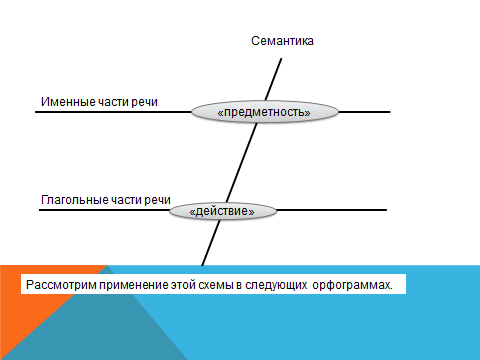 Семантика
Именные части речи
«предметность»
Глагольные части речи
«действие»
Рассмотрим применение этой схемы в следующих орфограммах.